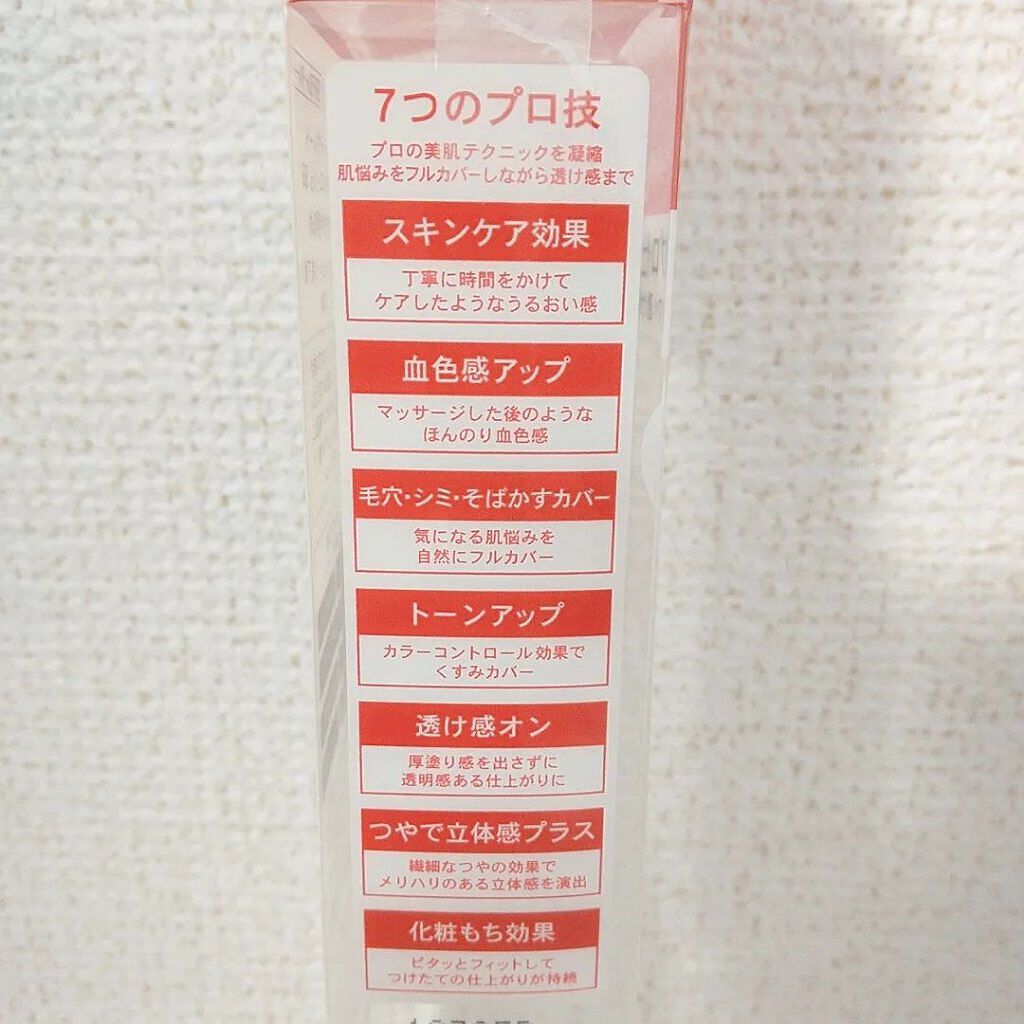 7つのプロ技
プロの美肌テクニックを凝縮
肌悩みをフルカバーしながら透け感まで
スキンケア効果
丁寧に時間をかけて
ケアしたようなうるおい感
血色感アップ
マッサージした後のような
ほんのり血色感
毛穴・シミ・そばかすカバー
気になる肌悩みを
自然にフルカバー
トーンアップ
カラーコントロール効果で
くすみカバー
透け感オン
厚塗り感を出さずに
透明感ある仕上がりに
つやで立体感プラス
繊細なつやの効果で
メリハリのある立体感を演出
化粧もち効果
ピタッとフィットして
つけたての仕上がりが持続